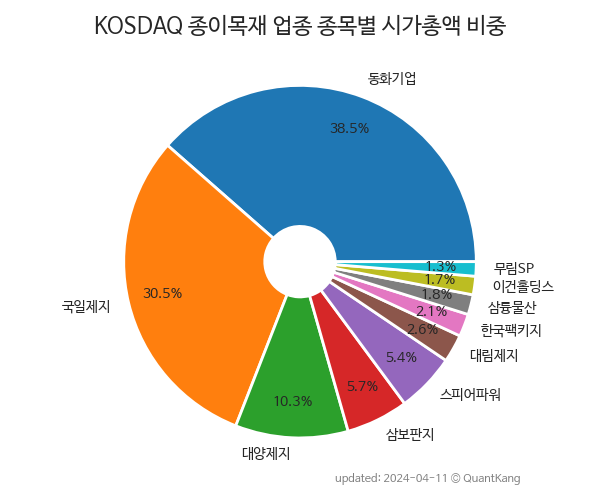 KOSDAQ 종이목재 업종 종목별 시가총액 비중
동화기업
38.5%
국일제지
30.5%
대양제지
10.3%
삼보판지
5.7%
스피어파워
5.4%
대림제지
2.6%
한국팩키지
2.1%
삼륭물산
1.8%
이건홀딩스
1.7%
무림SP
1.3%
updated: 2024-04-11 © QuantKang